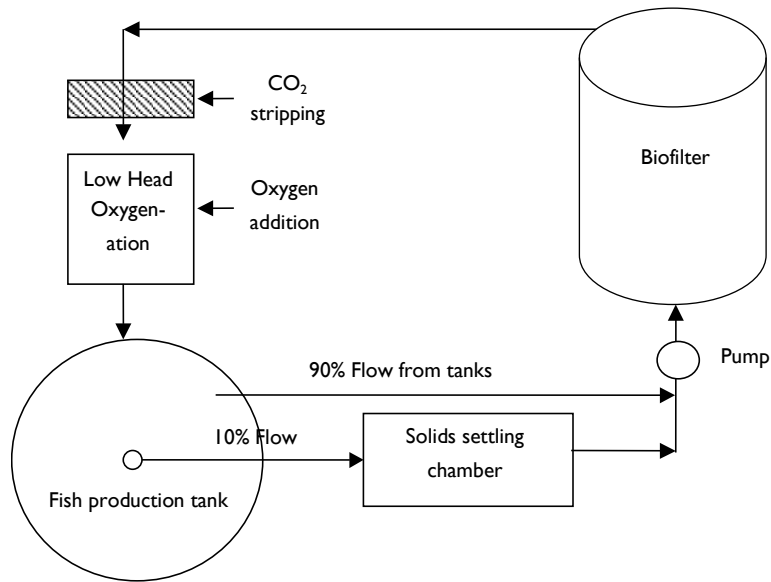 CO₂
stripping
Biofilter
Low Head
Oxygen-
ation
Oxygen
addition
Pump
90% Flow from tanks
10% Flow
Solids settling
chamber
Fish production tank